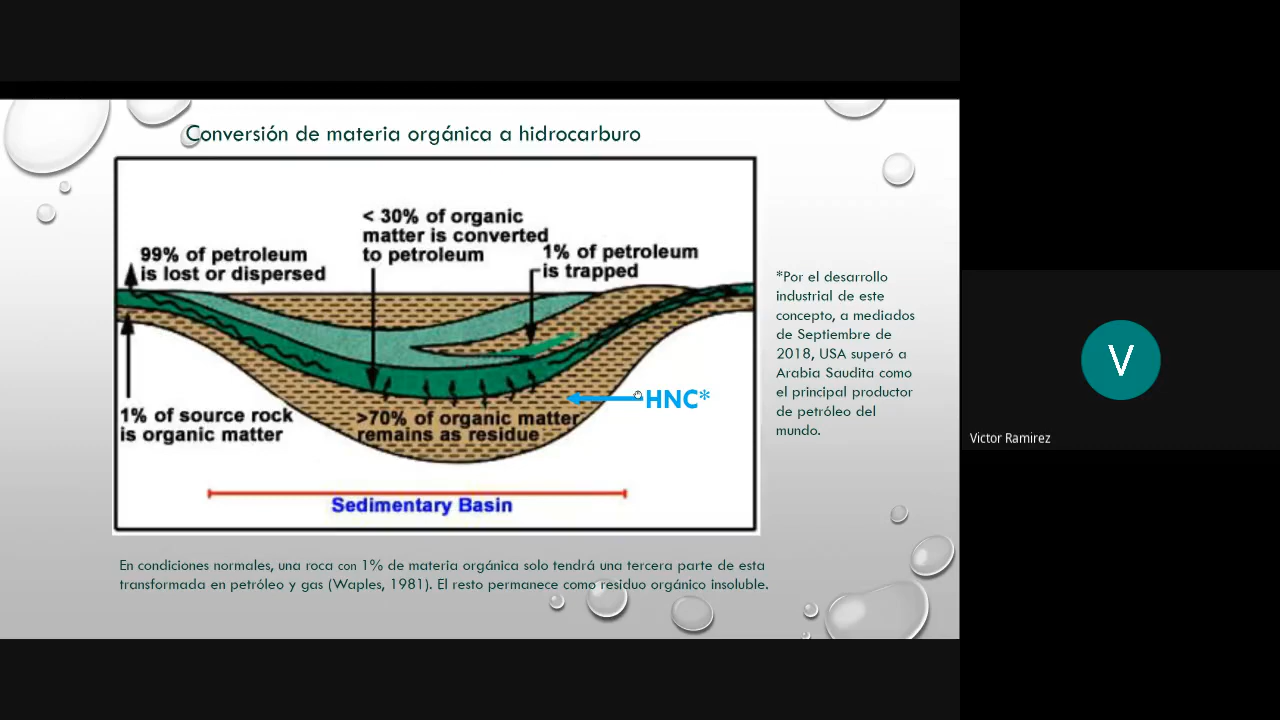 Conversión de materia orgánica a hidrocarburo
< 30% of organic
matter is converted
to petroleum
99% of petroleum
is lost or dispersed
1% of petroleum
is trapped
*Por el desarrollo
industrial de este
concepto, a mediados
de Septiembre de
2018, USA superó a
Arabia Saudita como
el principal productor
de petróleo del
mundo.
HNC*
1% of source rock
is organic matter
>70% of organic matter
remains as residue
Sedimentary Basin
En condiciones normales, una roca con 1% de materia orgánica solo tendrá una tercera parte de esta
transformada en petróleo y gas (Waples, 1981). El resto permanece como residuo orgánico insoluble.
V
Victor Ramirez